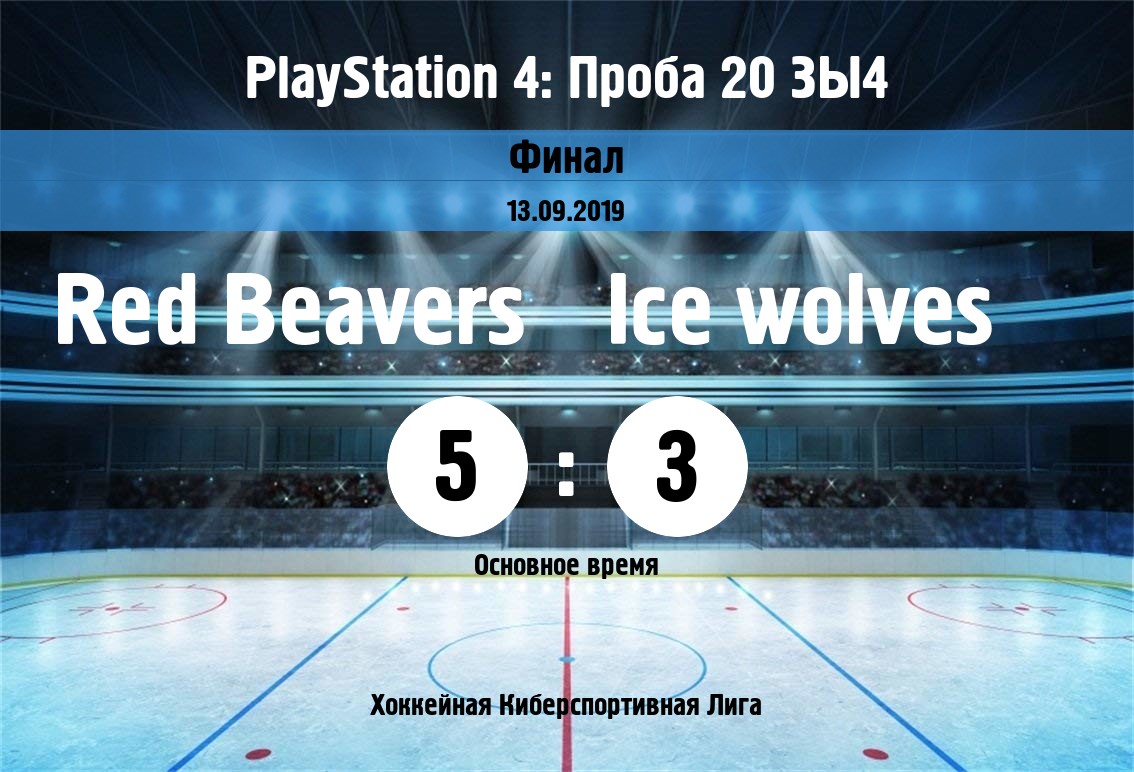 PlayStation 4: Проба 20 ЗЫ4
Финал
13.09.2019
Red Beavers Ice wolves
5 : 3
Основное время
Хоккейная Киберспортивная Лига